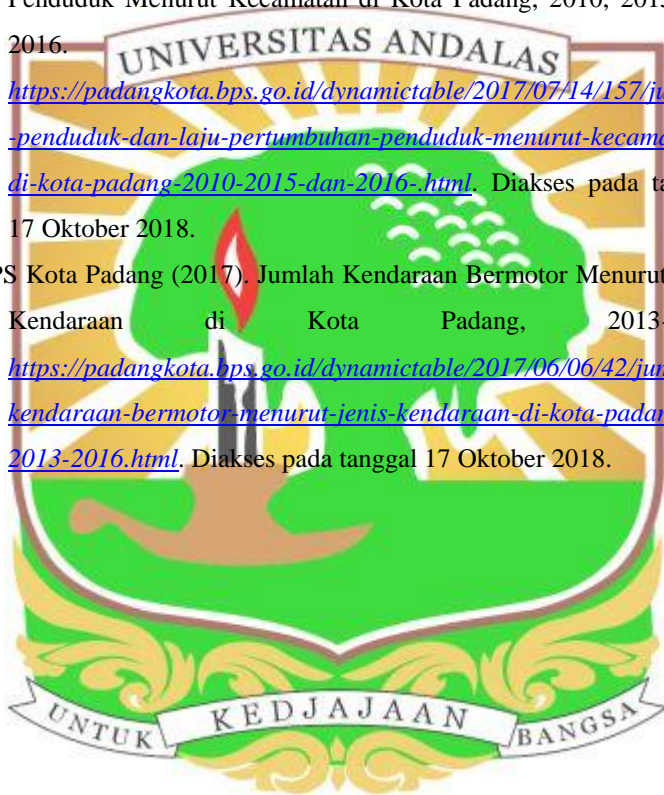 Penduduk Menurut Kecamatan di Kota Padang, 2010, 2015
2016.
UNIVERSITAS ANDALAS
https://padangkota.bps.go.id/dynamictable/2017/07/14/157/ju
-penduduk-dan-laju-pertumbuhan-penduduk-menurut-kecama
di-kota-padang-2010-2015-dan-2016-.html. Diakses pada ta
17 Oktober 2018.
PS Kota Padang (2017). Jumlah Kendaraan Bermotor Menurut
Kendaraan di Kota Padang, 2013-
https://padangkota.bps.go.id/dynamictable/2017/06/06/42/jum
kendaraan-bermotor-menurut-jenis-kendaraan-di-kota-padan
2013-2016.html. Diakses pada tanggal 17 Oktober 2018.
UNTUK KEDJAJAAN BANGSA